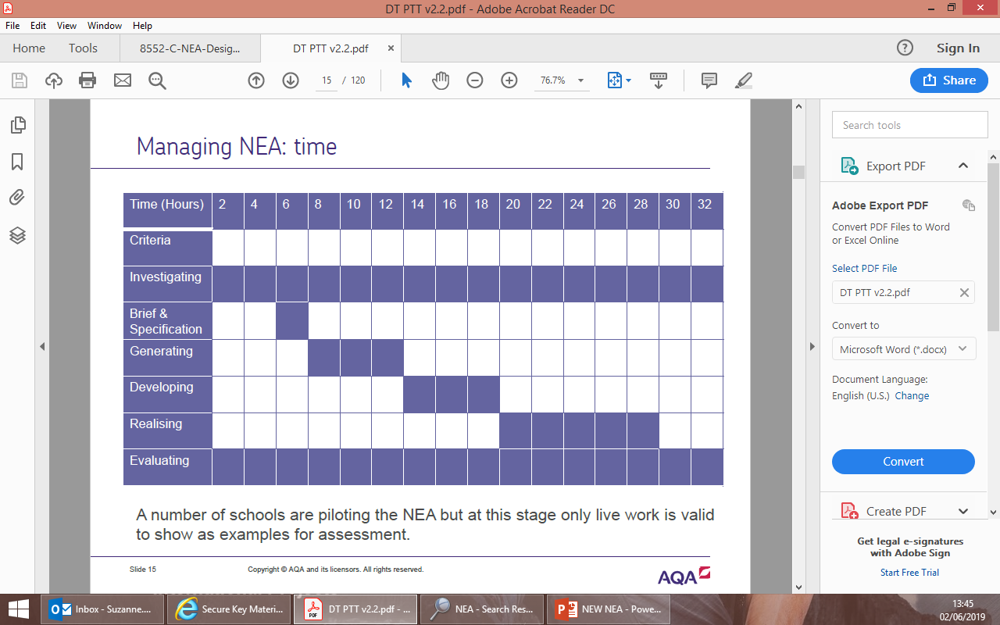 DT PTT v2.2.pdf - Adobe Acrobat Reader DC
File Edit View Window Help
Home Tools 8552-C-NEA-Desig... DT PTT v2.2.pdf × Sign In
15 / 120 76.7% Share
Managing NEA: time
Time (Hours) 2 4 6 8 10 12 14 16 18 20 22 24 26 28 30 32
Criteria
Investigating
Brief &
Specification
Generating
Developing
Realising
Evaluating
A number of schools are piloting the NEA but at this stage only live work is valid
to show as examples for assessment.
Slide 15 Copyright © AQA and its licensors. All rights reserved.
AQA
Search tools
Export PDF
Adobe Export PDF
Convert PDF Files to Word
or Excel Online
Select PDF File
DT PTT v2.2.pdf
Convert to
Microsoft Word (*.docx)
Document Language:
English (U.S.) Change
Convert
Create PDF
Get legal e-signatures
with Adobe Sign
Start Free Trial
Inbox - Suzanne.... Secure Key Materi... DT PTT v2.2.pdf - ... NEA - Search Res... NEW NEA - Powe...
13:45
02/06/2019